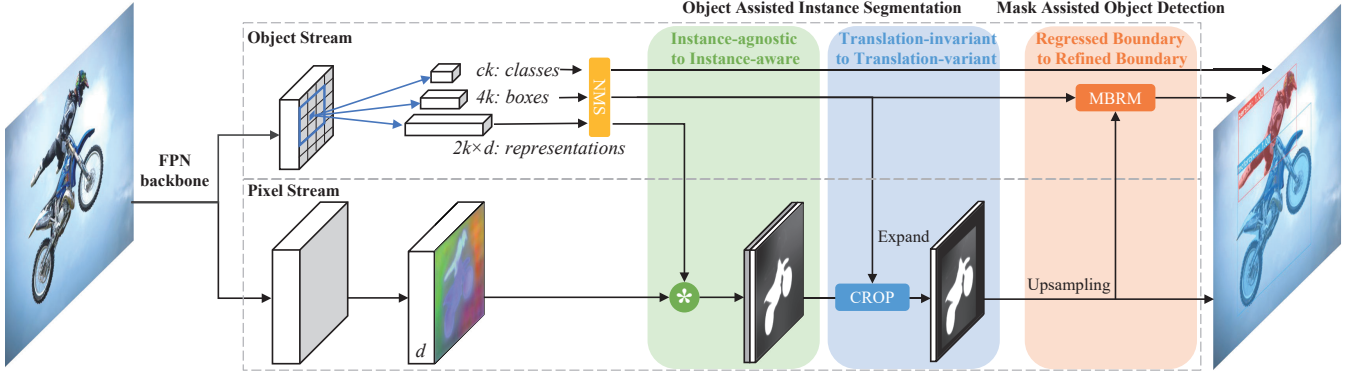 Object Assisted Instance Segmentation
Mask Assisted Object Detection
Object Stream
Instance-agnostic
to Instance-aware
Translation-invariant
to Translation-variant
Regressed Boundary
to Refined Boundary
ck: classes
4k: boxes
2k×d: representations
NMS
MBRM
FPN
backbone
Pixel Stream
d
*
Expand
CROP
Upsampling